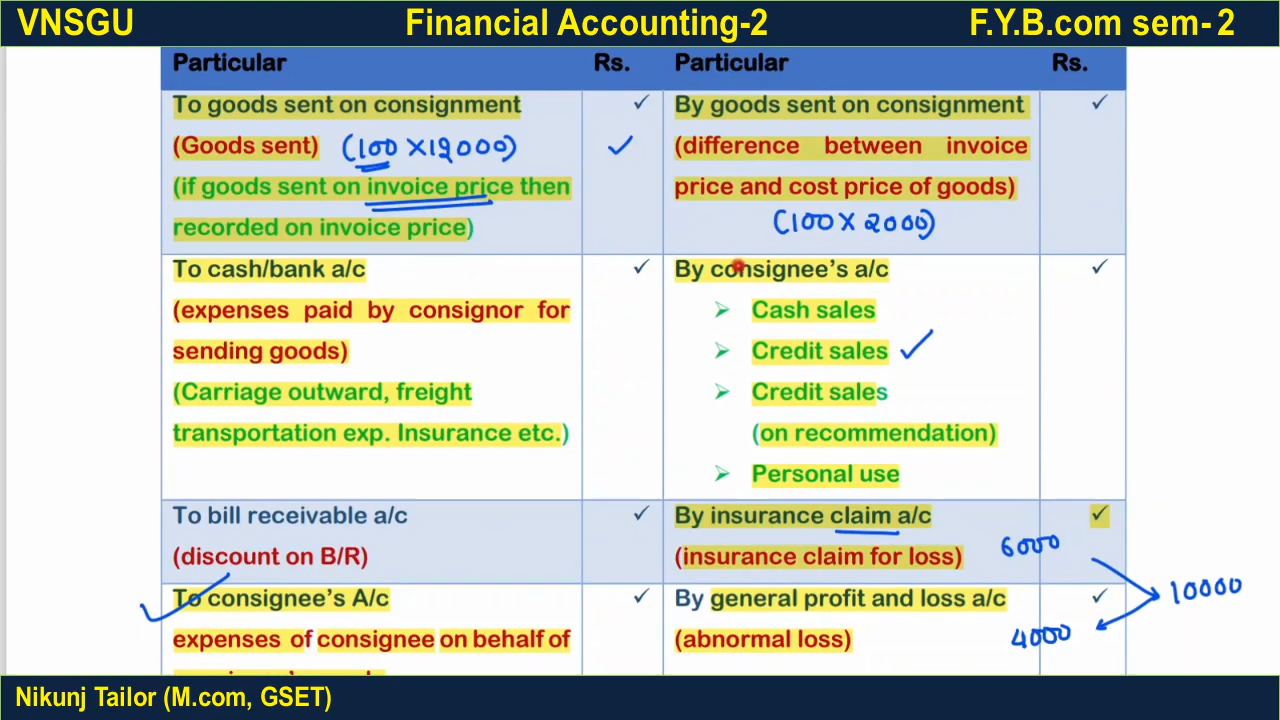 VNSGU Financial Accounting-2 F.Y.B.com sem- 2
Particular Rs. Particular Rs.
To goods sent on consignment ✓
(Goods sent) (100 X12000) ✓
(if goods sent on invoice price then
recorded on invoice price)
By goods sent on consignment ✓
(difference between invoice
price and cost price of goods)
(100 X 2000)
To cash/bank a/c ✓
(expenses paid by consignor for
sending goods)
(Carriage outward, freight
transportation exp. Insurance etc.)
By consignee's a/c ✓
➢ Cash sales
➢ Credit sales ✓
➢ Credit sales
(on recommendation)
➢ Personal use
To bill receivable a/c ✓
(discount on B/R)
By insurance claim a/c ✓
(insurance claim for loss) 6000
10000
To consignee's A/c ✓
expenses of consignee on behalf of
By general profit and loss a/c ✓
(abnormal loss) 4000
Nikunj Tailor (M.com, GSET)